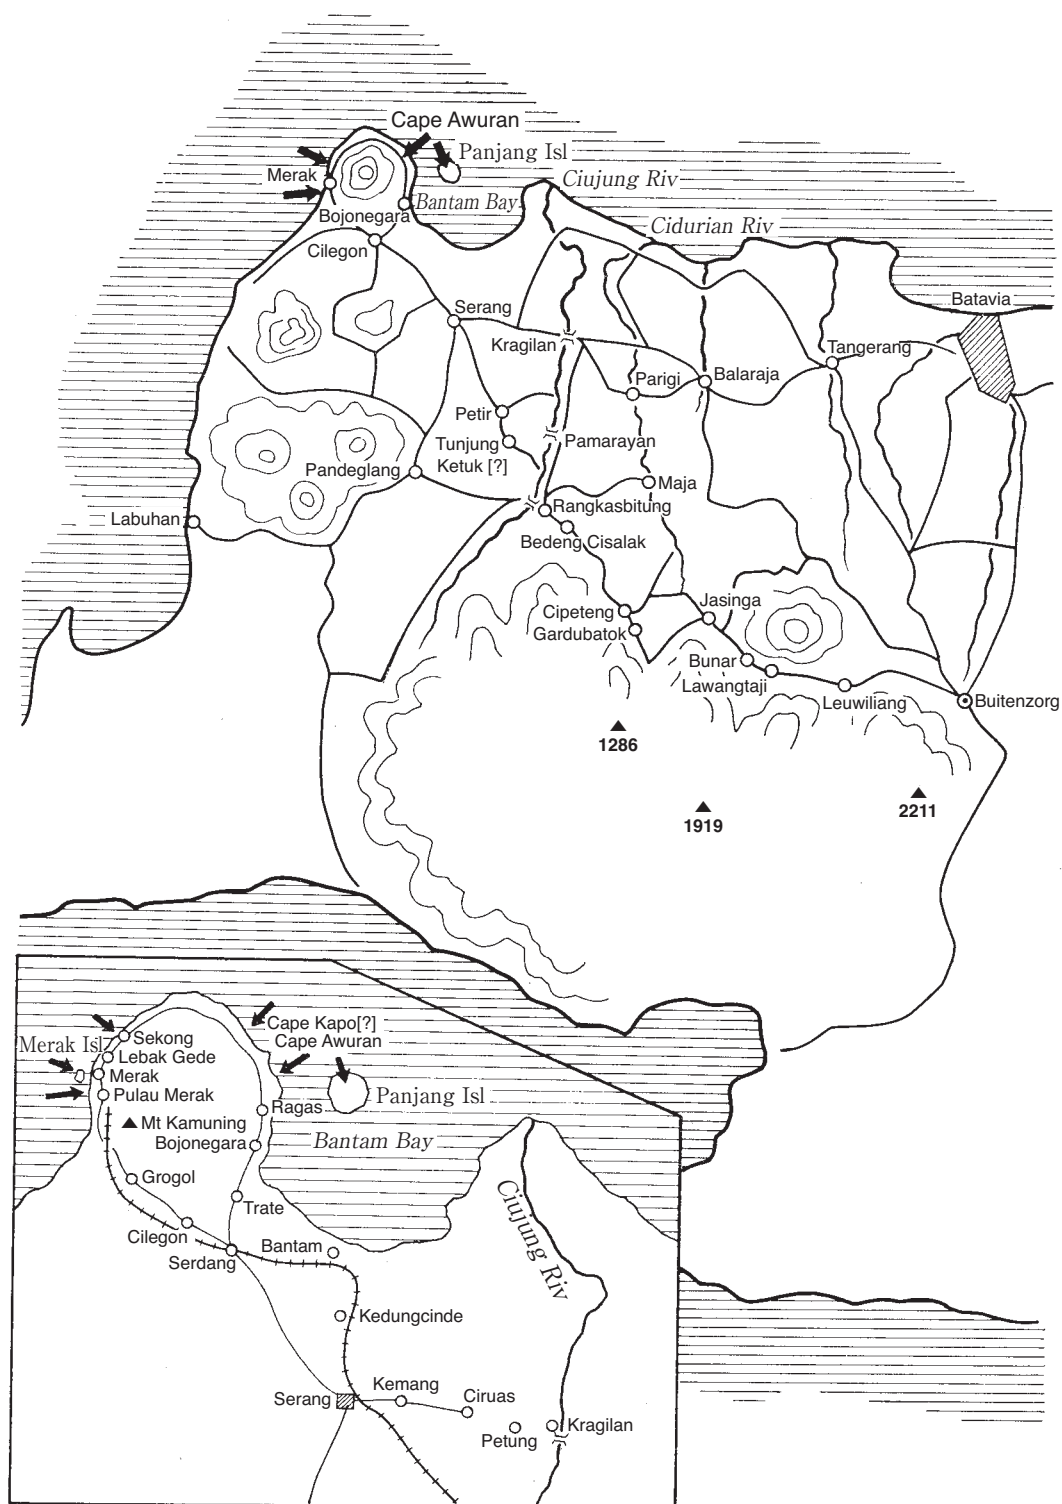 Cape Awuran
Panjang Isl
Merak
Ciujung Riv
Bantam Bay
Bojonegara
Cidurian Riv
Cilegon
Batavia
Serang
Kragilan
Tangerang
Parigi
Balaraja
Petir
Tunjung
Ketuk [?]
Pamarayan
Pandeglang
Maja
Rangkasbitung
Labuhan
Bedeng Cisalak
Cipeteng
Jasinga
Gardubatok
Bunar
Lawangtaji
Leuwiliang
Buitenzorg
1286
2211
1919
Cape Kapo[?]
Merak Isl
Sekong
Cape Awuran
Lebak Gede
Merak
Pulau Merak
Panjang Isl
Ragas
Mt Kamuning
Bojonegara
Bantam Bay
Grogol
Trate
Ciujung Riv
Cilegon
Bantam
Serdang
Kedungcinde
Serang
Kemang
Ciruas
Petung
Kragilan